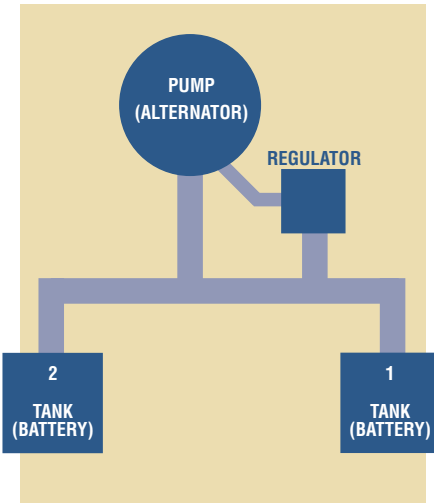 PUMP
(ALTERNATOR)
REGULATOR
2
TANK
(BATTERY)
1
TANK
(BATTERY)